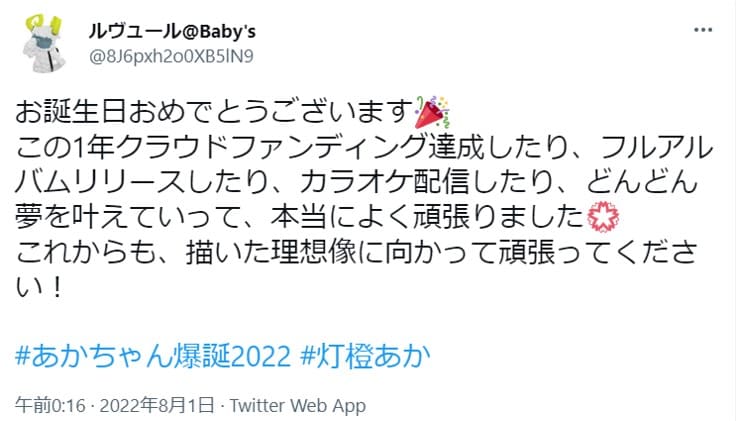 ルヴュール@Baby's
@8J6pxh2o0XB5lN9
お誕生日おめでとうございます🎉
この1年クラウドファンディング達成したり、フルアル
バムリリースしたり、カラオケ配信したり、どんどん
夢を叶えていって、本当によく頑張りました💮
これからも、描いた理想像に向かって頑張ってくださ
い！
#あかちゃん爆誕2022 #灯橙あか
午前0:16 · 2022年8月1日 · Twitter Web App